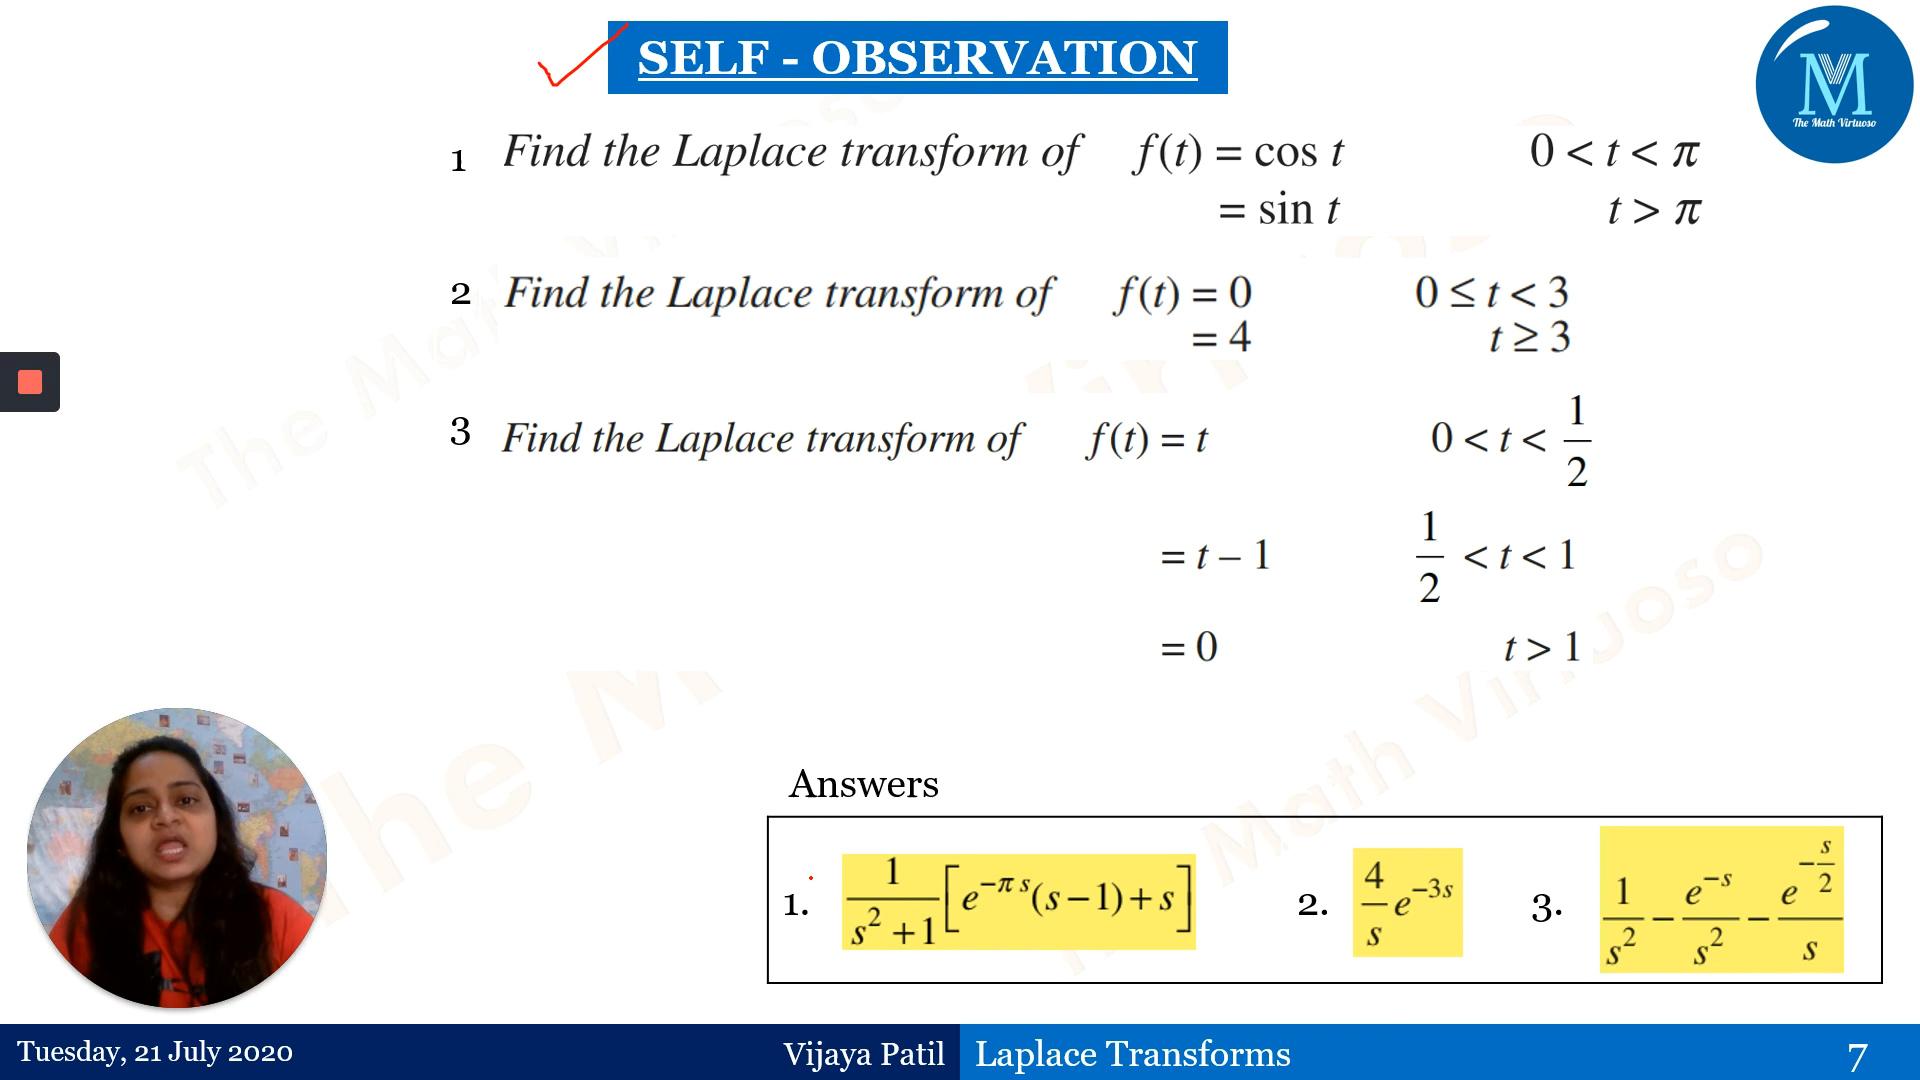 SELF - OBSERVATION
M
The Math Virtuoso
1 Find the Laplace transform of f(t) = cos t 0 < t < π
= sin t t > π
2 Find the Laplace transform of f(t) = 0 0 ≤ t < 3
= 4 t ≥ 3
3 Find the Laplace transform of f(t) = t 0 < t < 1/2
= t – 1 1/2 < t < 1
= 0 t > 1
The Math Virtuoso
Answers
1. 1/(s² + 1) [e^(−π s)(s − 1) + s] 2. 4/s e^(−3s) 3. 1/s² − e^(−s)/s² − e^(−s/2)/s
Tuesday, 21 July 2020 Vijaya Patil Laplace Transforms 7